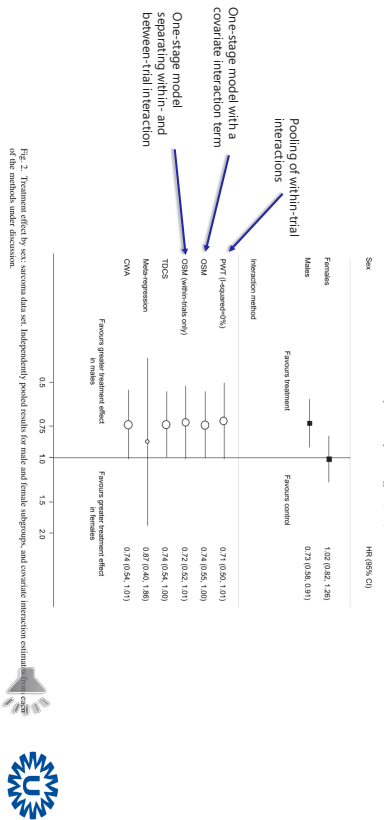 Sex HR (95% CI)
Females 1.02 (0.82, 1.26)
Males 0.73 (0.58, 0.91)
Favours treatment Favours control
Interaction method
Pooling of within-trial
interactions
PWT (I-squared=0%) 0.71 (0.50, 1.01)
One-stage model with a
covariate interaction term
OSM 0.74 (0.55, 1.00)
OSM (within-trials only) 0.72 (0.52, 1.01)
One-stage model
separating within- and
between-trial interaction
TDCS 0.74 (0.54, 1.00)
Meta-regression 0.87 (0.40, 1.86)
CWA 0.74 (0.54, 1.01)
Favours greater treatment effect
in males
Favours greater treatment effect
in females
0.5 0.75 1.0 1.5 2.0
Fig. 2. Treatment effect by sex: sarcoma data set. Independently pooled results for male and female subgroups, and covariate interaction estimates from each
of the methods under discussion.